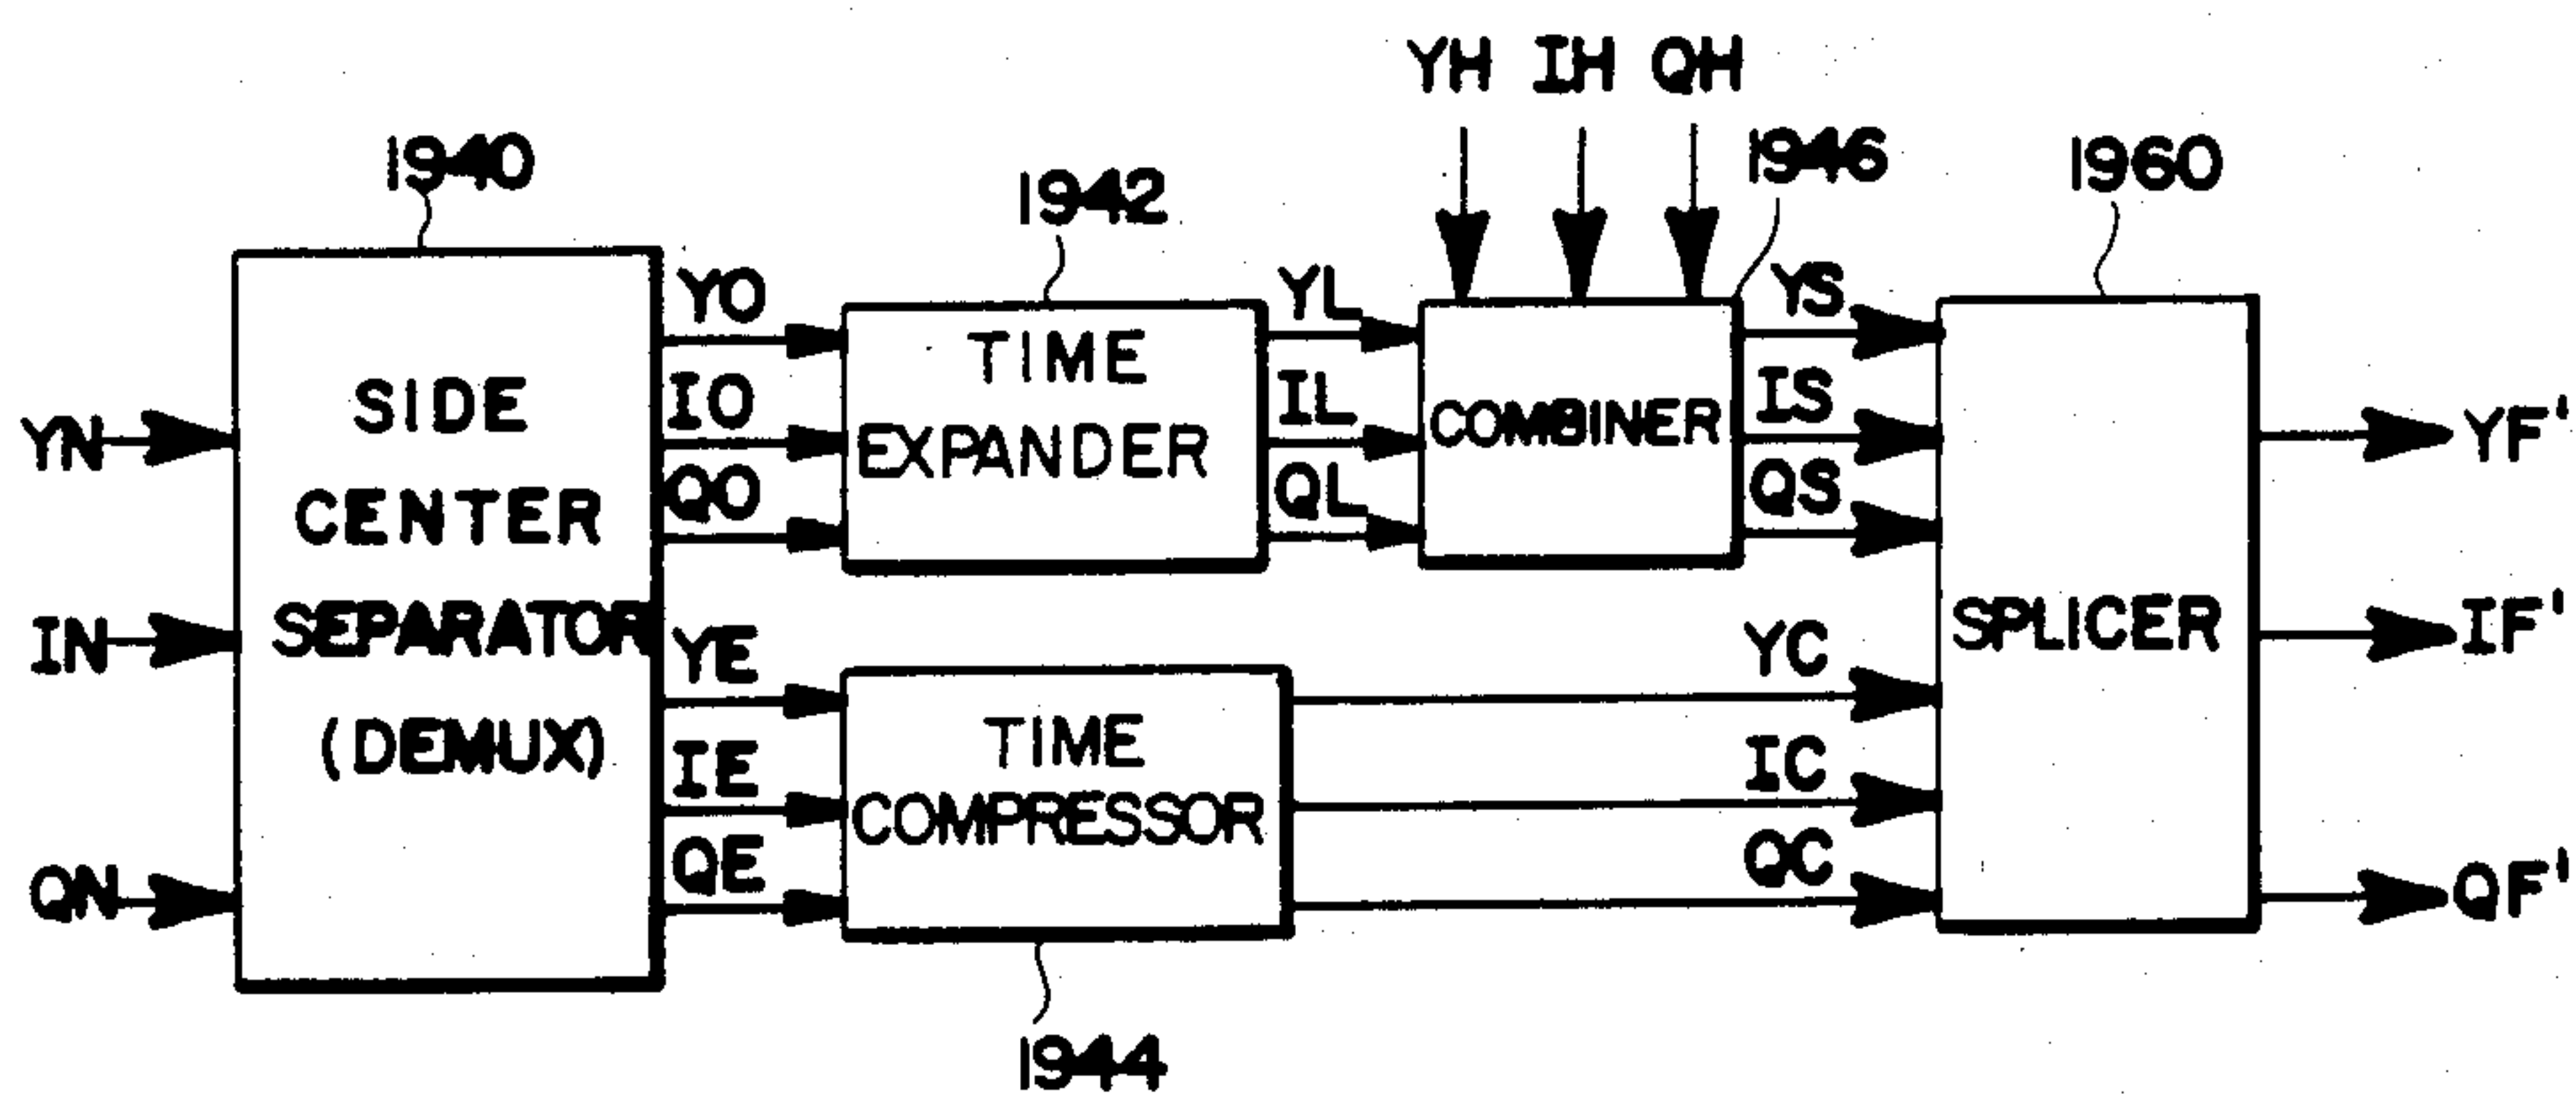 YH IH QH
1940
1942
1946
1960
YN
IN
QN
SIDE
CENTER
SEPARATOR
(DEMUX)
YO
IO
QO
YE
IE
QE
TIME
EXPANDER
TIME
COMPRESSOR
1944
YL
IL
QL
COMBINER
YS
IS
QS
YC
IC
QC
SPLICER
YF'
IF'
QF'